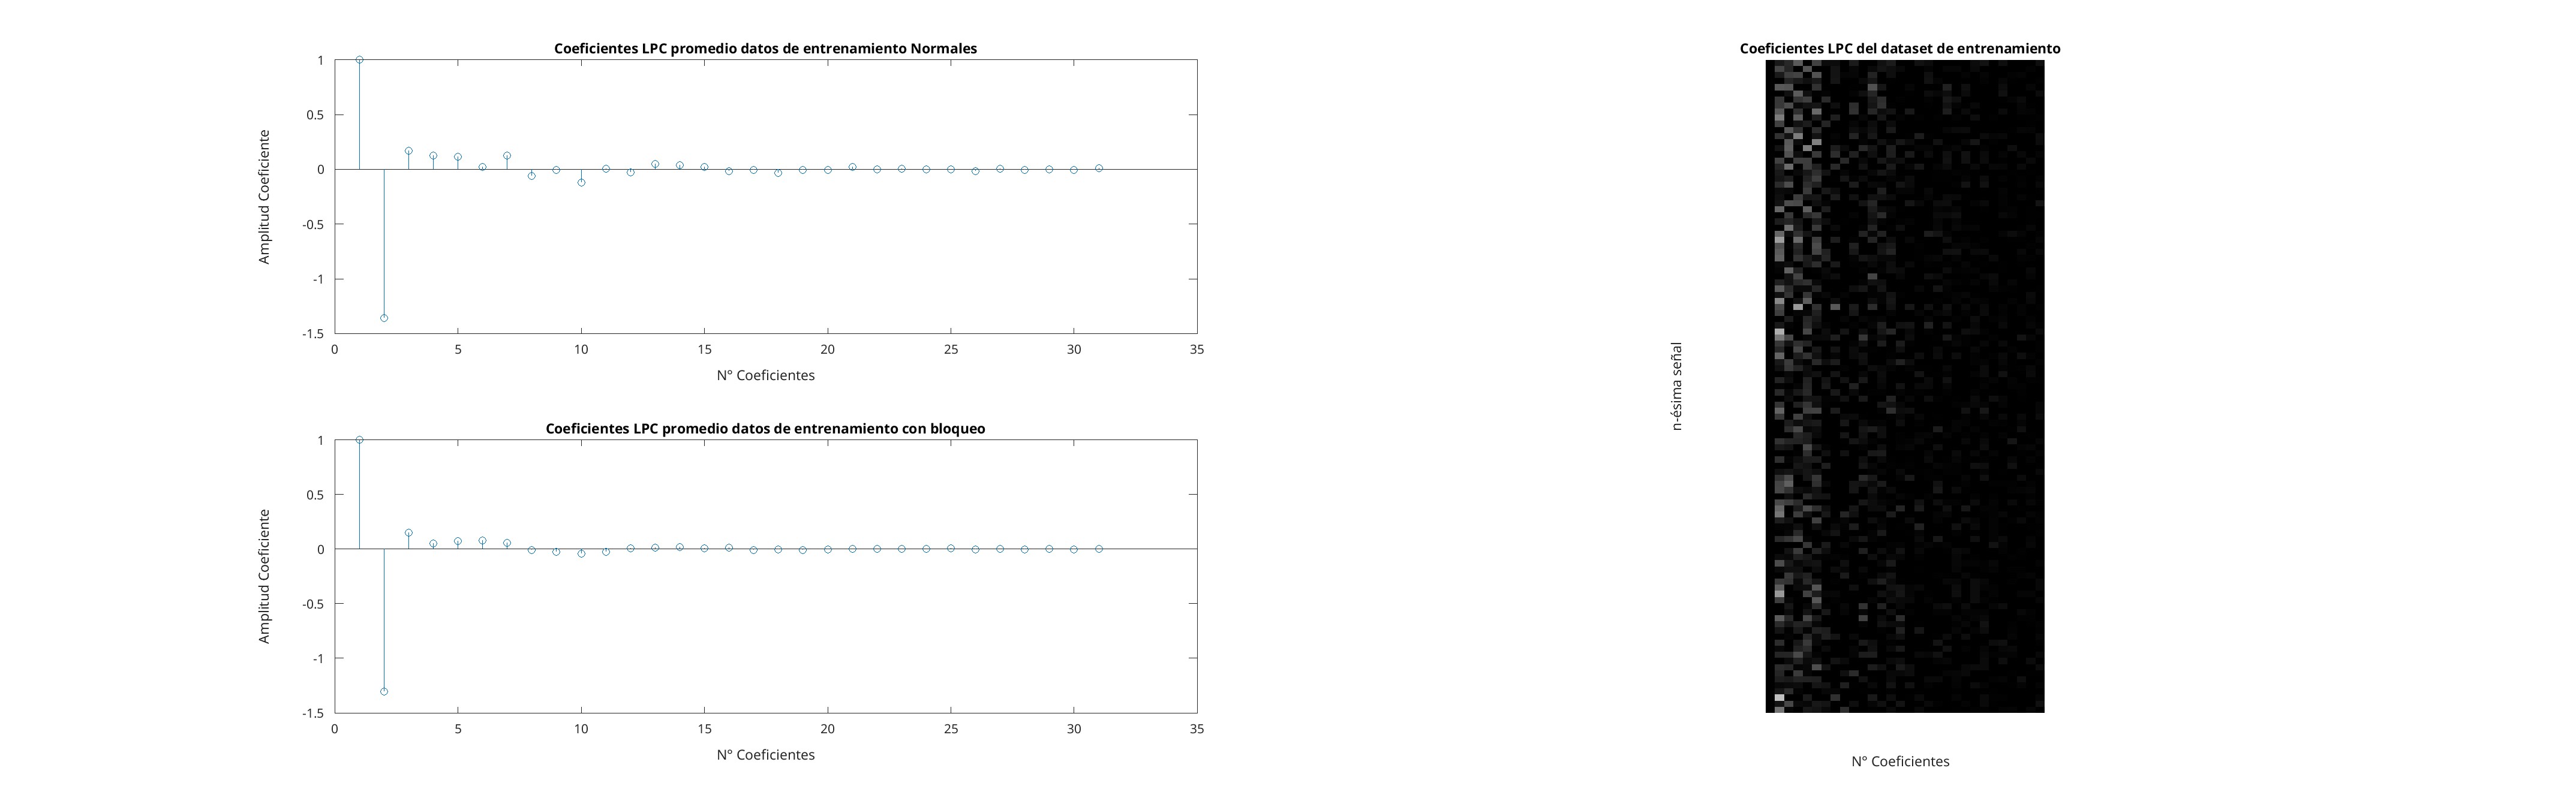 Coeficientes LPC promedio datos de entrenamiento Normales
1
0.5
0
-0.5
-1
-1.5
Amplitud Coeficiente
0 5 10 15 20 25 30 35
N° Coeficientes
Coeficientes LPC promedio datos de entrenamiento con bloqueo
1
0.5
0
-0.5
-1
-1.5
Amplitud Coeficiente
0 5 10 15 20 25 30 35
N° Coeficientes
Coeficientes LPC del dataset de entrenamiento
n-ésima señal
N° Coeficientes